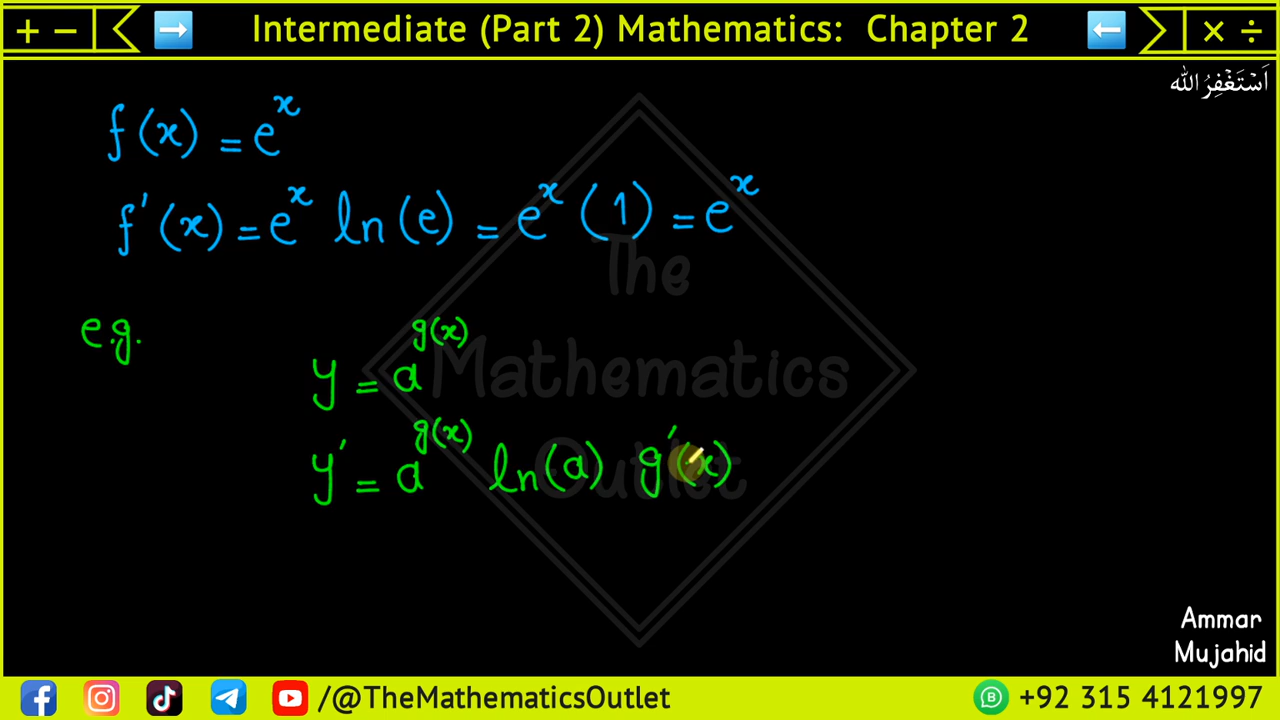 + − Intermediate (Part 2) Mathematics: Chapter 2 × ÷
اَسْتَغْفِرُ الله
f(x) = e^x
f'(x) = e^x ln(e) = e^x (1) = e^x
e.g.
y = a^g(x)
y' = a^g(x) ln(a) g'(x)
The
Mathematics
Outlet
Ammar
Mujahid
/@TheMathematicsOutlet +92 315 4121997